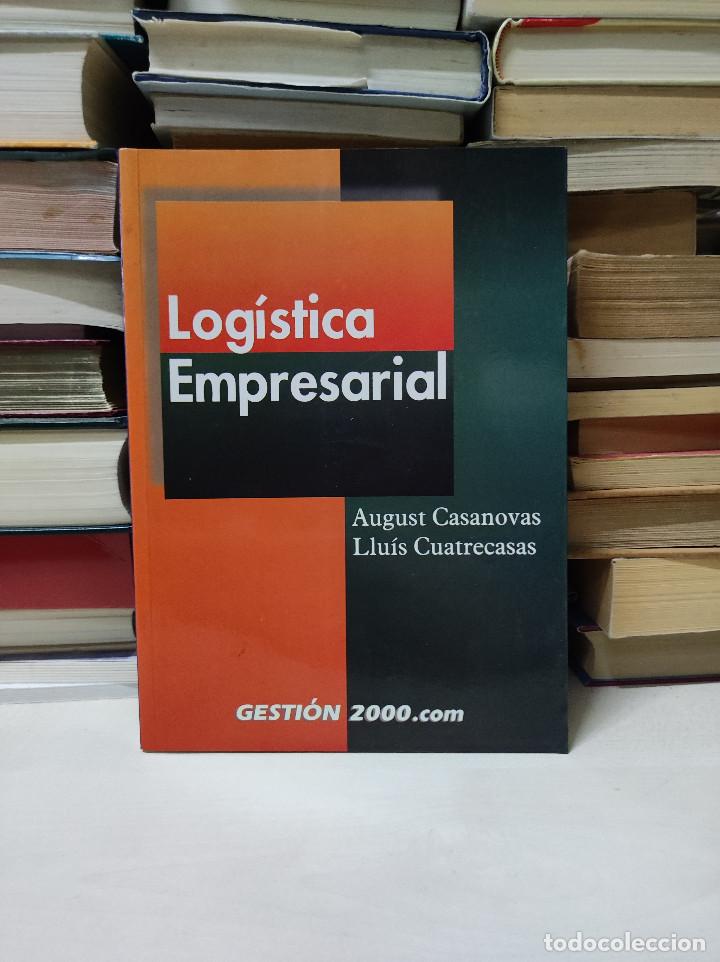 Logística
Empresarial
August Casanovas
Lluís Cuatrecasas
GESTIÓN 2000.com
todocoleccion